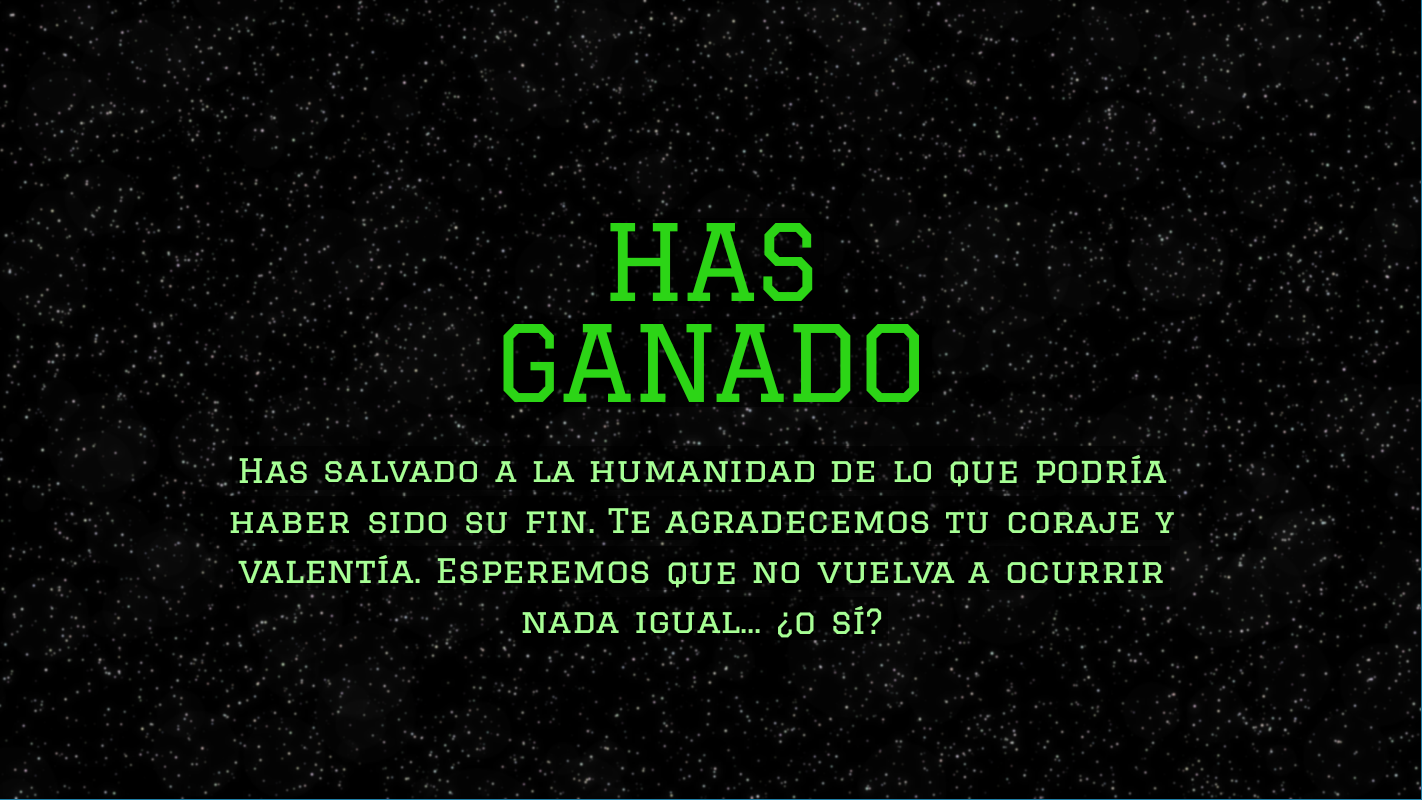 HAS
GANADO
Has salvado a la humanidad de lo que podría
haber sido su fin. Te agradecemos tu coraje y
valentía. Esperemos que no vuelva a ocurrir
nada igual... ¿o sí?